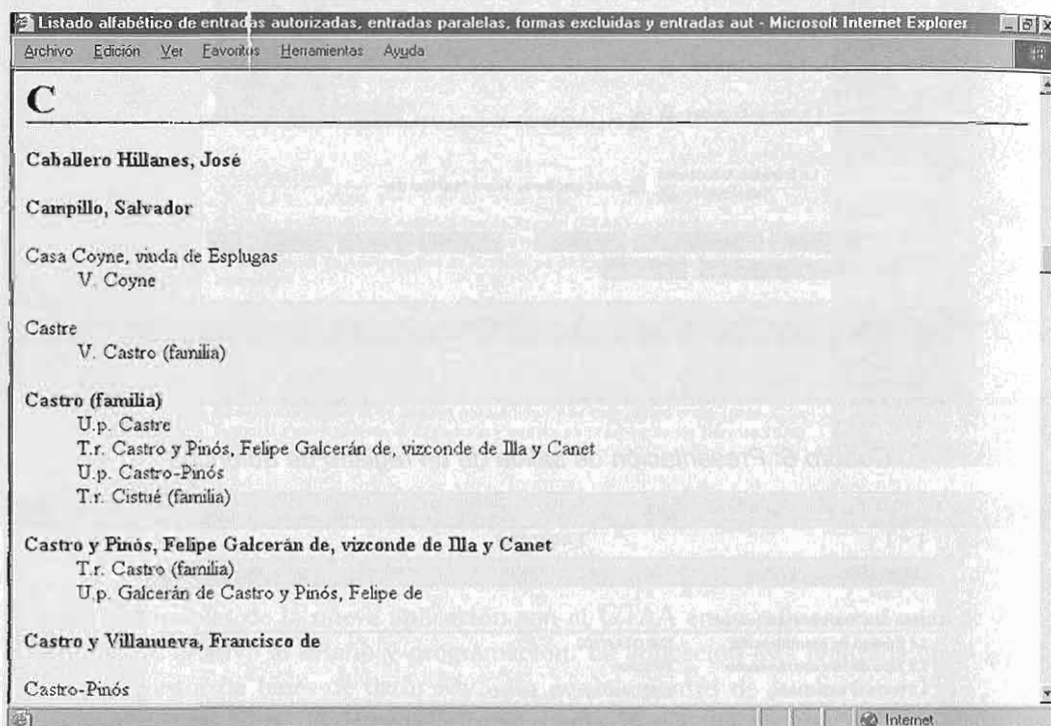 Listado alfabético de entradas autorizadas, entradas paralelas, formas excluidas y entradas aut - Microsoft Internet Explorer
Archivo Edición Ver Favoritos Herramientas Ayuda
C
Caballero Hillanes, José
Campillo, Salvador
Casa Coyne, viuda de Esplugas
V. Coyne
Castre
V. Castro (familia)
Castro (familia)
U.p. Castre
T.r. Castro y Pinós, Felipe Galcerán de, vizconde de Illa y Canet
U.p. Castro-Pinós
T.r. Cistué (familia)
Castro y Pinós, Felipe Galcerán de, vizconde de Illa y Canet
T.r. Castro (familia)
U.p. Galcerán de Castro y Pinós, Felipe de
Castro y Villanueva, Francisco de
Castro-Pinós
Internet